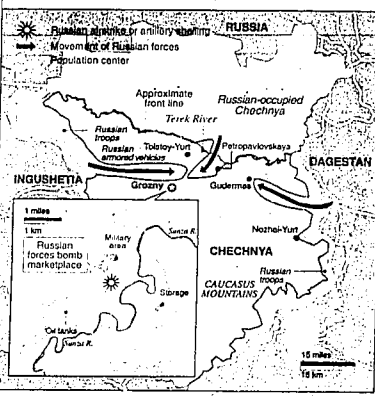 RUSSIA
Russian airstrike or artillery shelling
Movement of Russian forces
Population center
Approximate
front line
Russian-occupied
Chechnya
Terek River
Russian
troops
Russian
armored vehicles
Tolstoy-Yurt
Petropavlovskaya
DAGESTAN
INGUSHETIA
Grozny
Gudermes
1 miles
1 km
Russian
forces bomb
marketplace
Military
area
Sunza R.
Storage
Oil tanks
Sunza R.
Nozhai-Yurt
CHECHNYA
CAUCASUS
MOUNTAINS
Russian
troops
15 miles
15 km